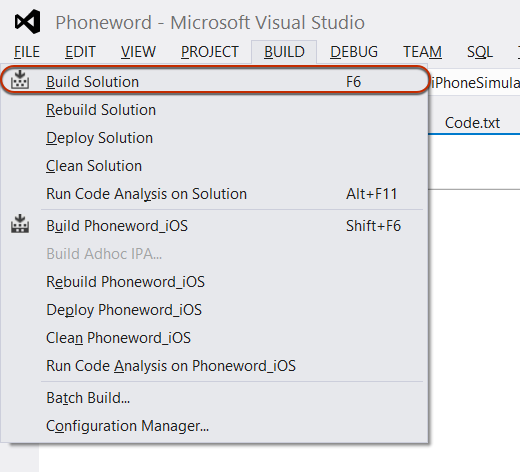 Phoneword - Microsoft Visual Studio
FILE EDIT VIEW PROJECT BUILD DEBUG TEAM SQL
Build Solution F6 iPhoneSimula
Rebuild Solution
Code.txt
Deploy Solution
Clean Solution
Run Code Analysis on Solution Alt+F11
Build Phoneword_iOS Shift+F6
Build Adhoc IPA...
Rebuild Phoneword_iOS
Deploy Phoneword_iOS
Clean Phoneword_iOS
Run Code Analysis on Phoneword_iOS
Batch Build...
Configuration Manager...